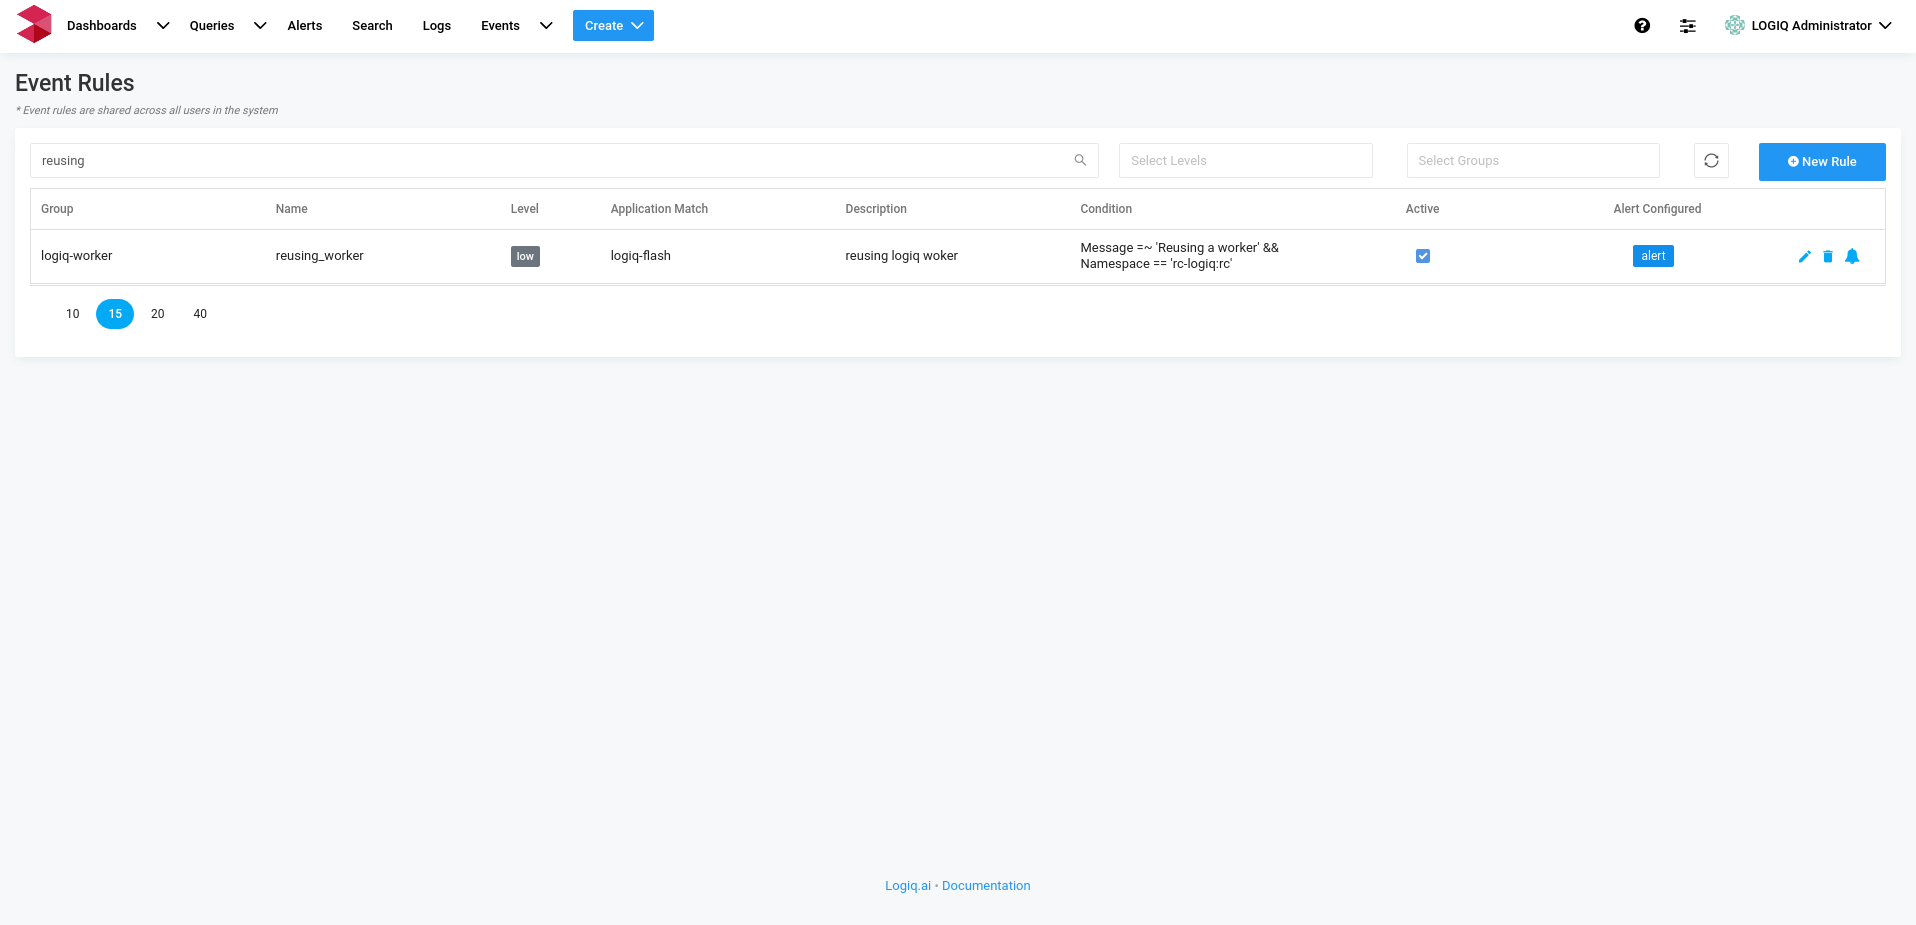 Dashboards Queries Alerts Search Logs Events Create LOGIQ Administrator
Event Rules
* Event rules are shared across all users in the system
reusing Select Levels Select Groups New Rule
Group Name Level Application Match Description Condition Active Alert Configured
logiq-worker reusing_worker low logiq-flash reusing logiq woker Message =~ 'Reusing a worker' &&
Namespace == 'rc-logiq:rc' alert
10 15 20 40
Logiq.ai • Documentation